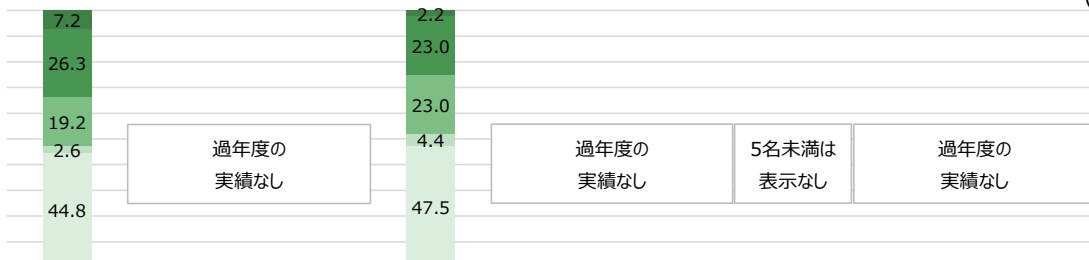 7.2
26.3
19.2
2.6
44.8
過年度の
実績なし
2.2
23.0
23.0
4.4
47.5
過年度の
実績なし
5名未満は
表示なし
過年度の
実績なし